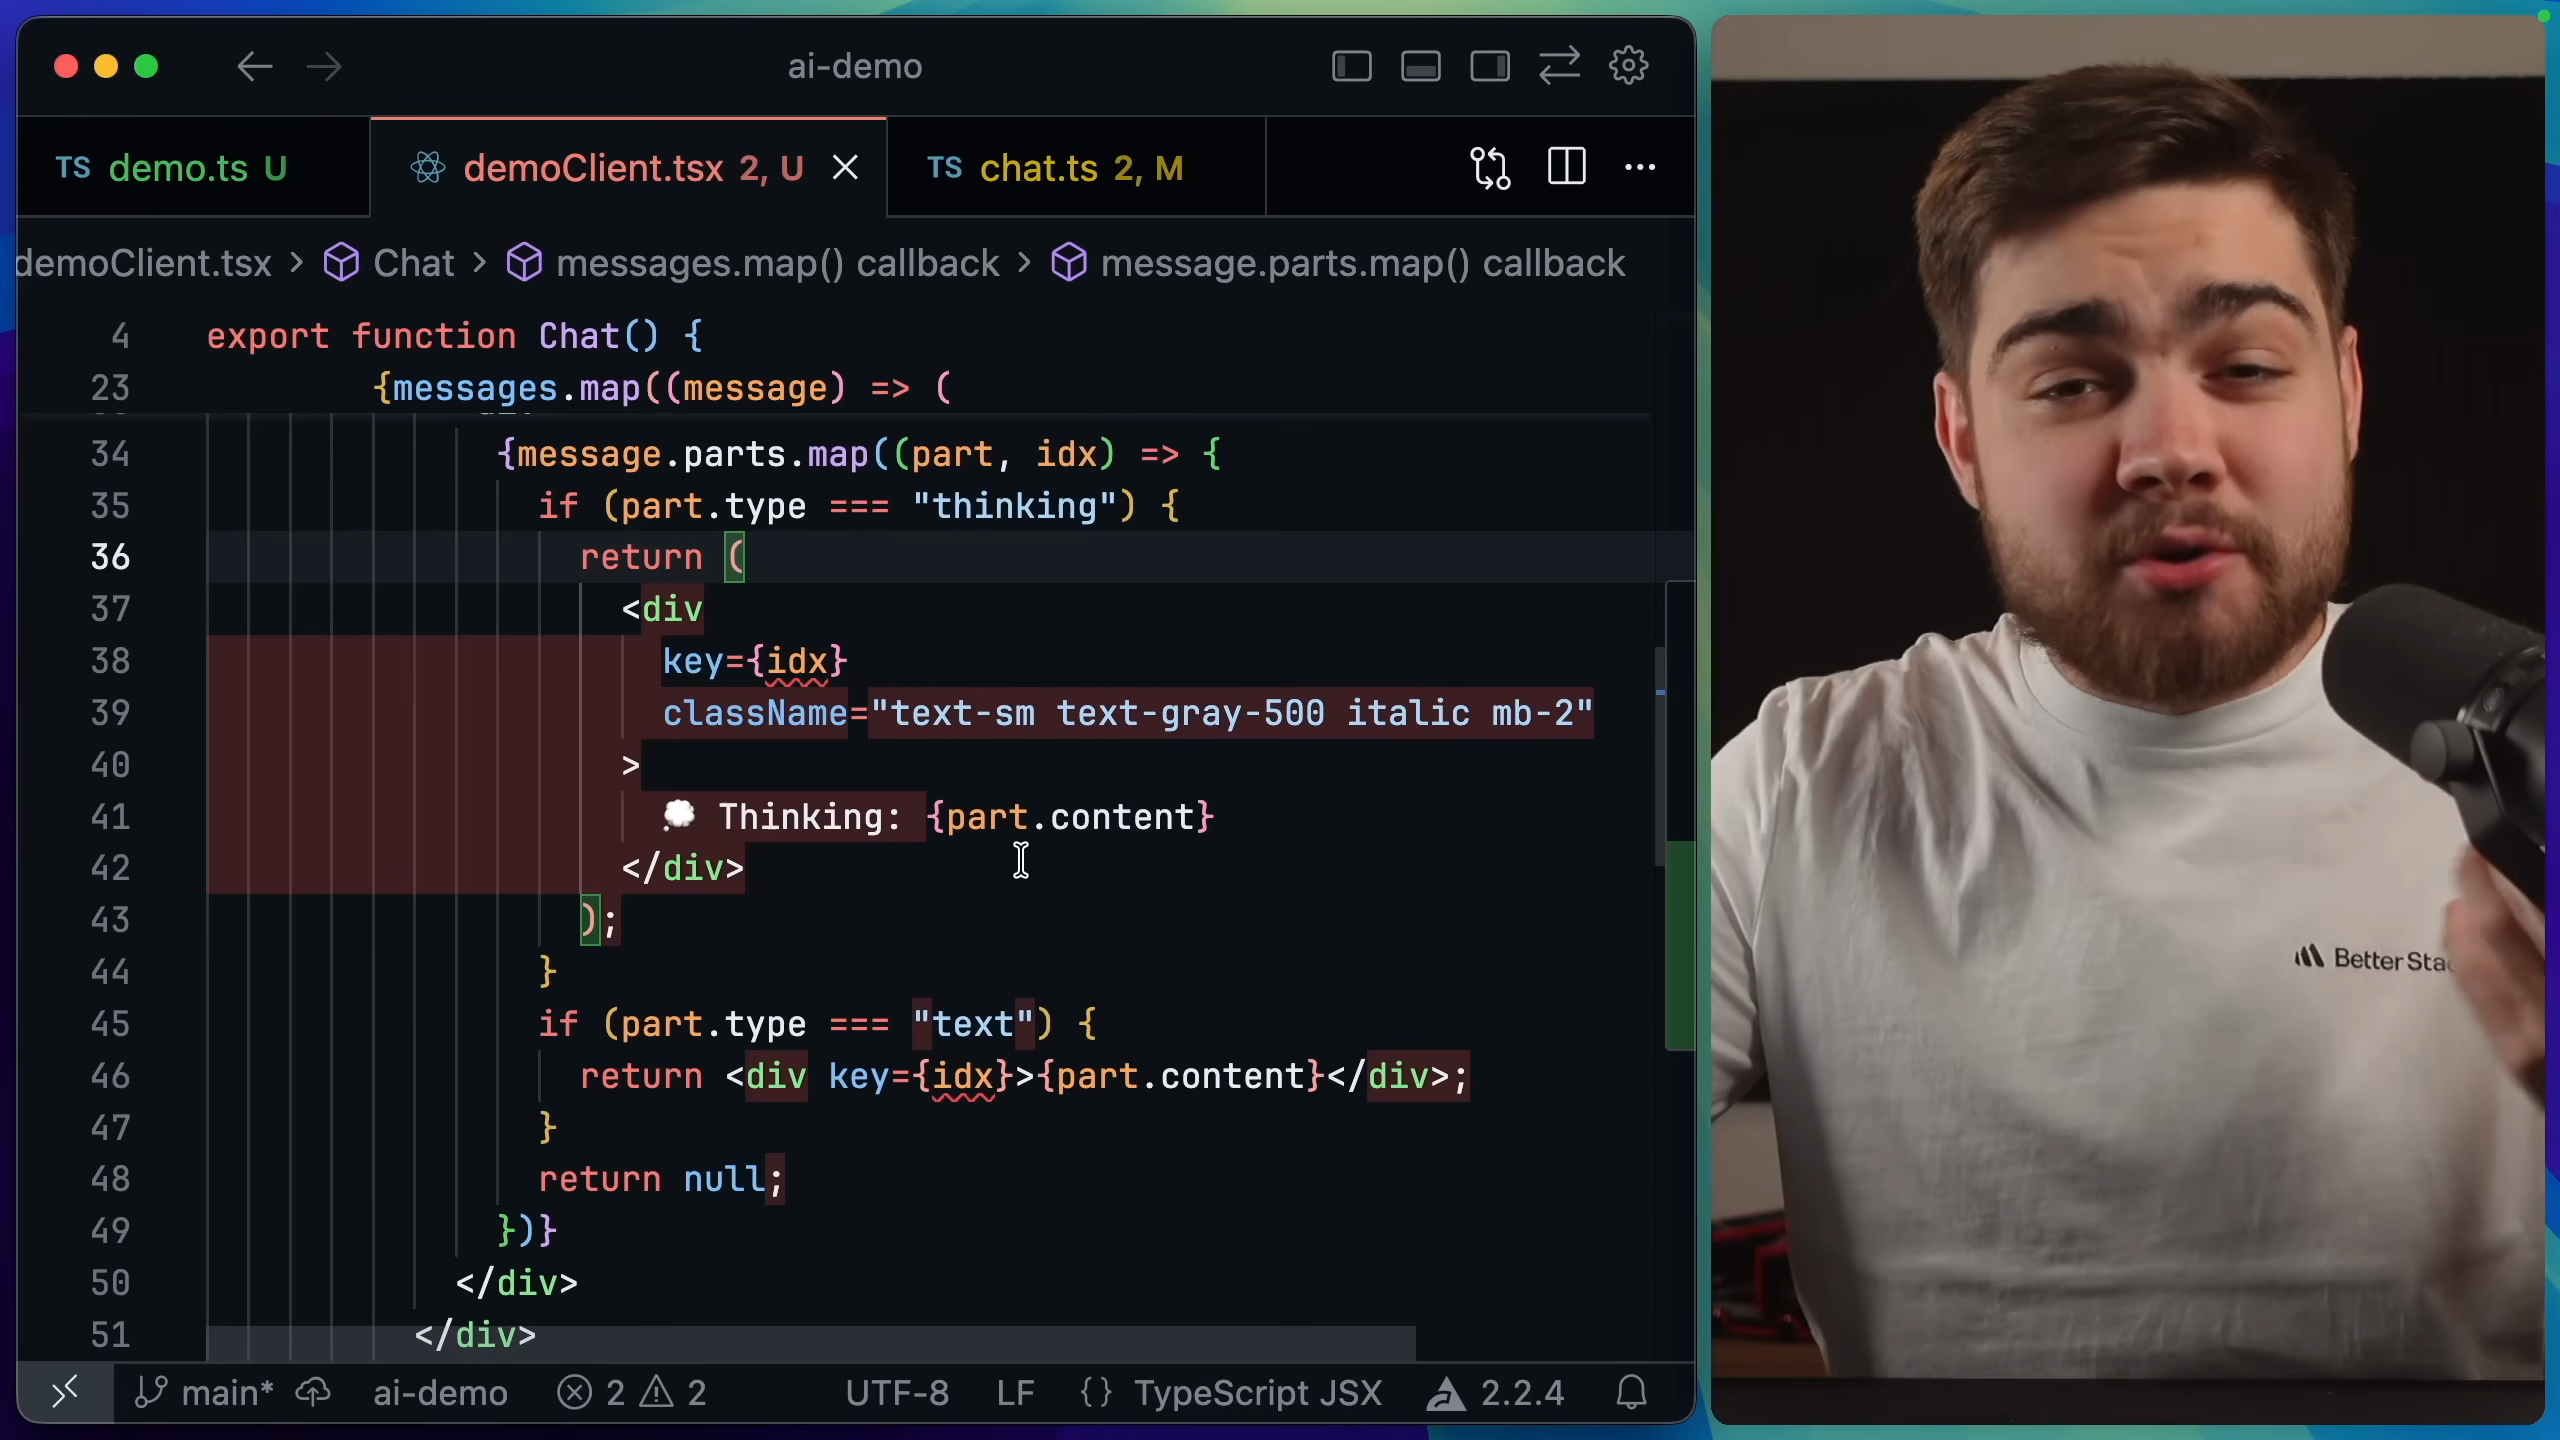 ai-demo
TS demo.ts U
demoClient.tsx 2, U
TS chat.ts 2, M
demoClient.tsx > Chat > messages.map() callback > message.parts.map() callback
4 export function Chat() {
23 {messages.map((message) => (
34 {message.parts.map((part, idx) => {
35 if (part.type === "thinking") {
36 return (
37 <div
38 key={idx}
39 className="text-sm text-gray-500 italic mb-2"
40 >
41 💭 Thinking: {part.content}
42 </div>
43 );
44 }
45 if (part.type === "text") {
46 return <div key={idx}>{part.content}</div>;
47 }
48 return null;
49 })}
50 </div>
51 </div>
main* ai-demo 2 2 UTF-8 LF {} TypeScript JSX 2.2.4
Better Stac